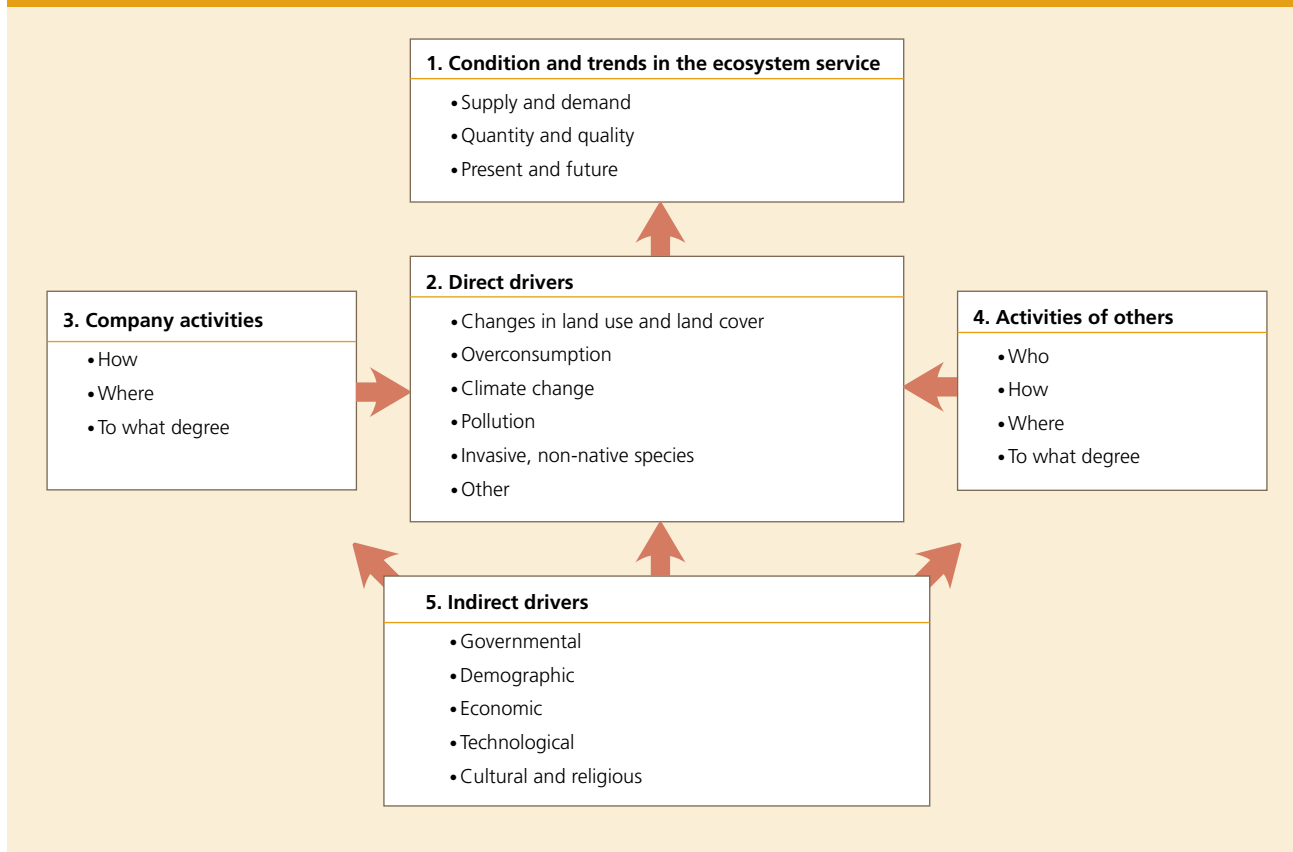 1. Condition and trends in the ecosystem service
• Supply and demand
• Quantity and quality
• Present and future
2. Direct drivers
• Changes in land use and land cover
• Overconsumption
• Climate change
• Pollution
• Invasive, non-native species
• Other
3. Company activities
• How
• Where
• To what degree
4. Activities of others
• Who
• How
• Where
• To what degree
5. Indirect drivers
• Governmental
• Demographic
• Economic
• Technological
• Cultural and religious